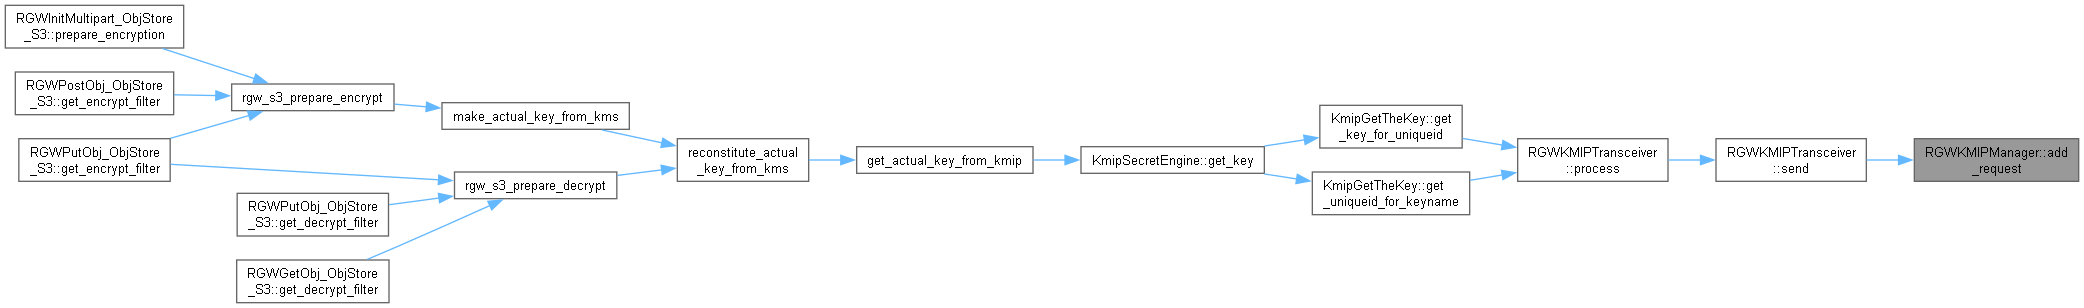 RGWInitMultipart_ObjStore
_S3::prepare_encryption
RGWPostObj_ObjStore
_S3::get_encrypt_filter
RGWPutObj_ObjStore
_S3::get_encrypt_filter
rgw_s3_prepare_encrypt
RGWPutObj_ObjStore
_S3::get_decrypt_filter
RGWGetObj_ObjStore
_S3::get_decrypt_filter
make_actual_key_from_kms
rgw_s3_prepare_decrypt
reconstitute_actual
_key_from_kms
get_actual_key_from_kmip
KmipSecretEngine::get_key
KmipGetTheKey::get
_key_for_uniqueid
KmipGetTheKey::get
_uniqueid_for_keyname
RGWKMIPTransceiver
::process
RGWKMIPTransceiver
::send
RGWKMIPManager::add
_request